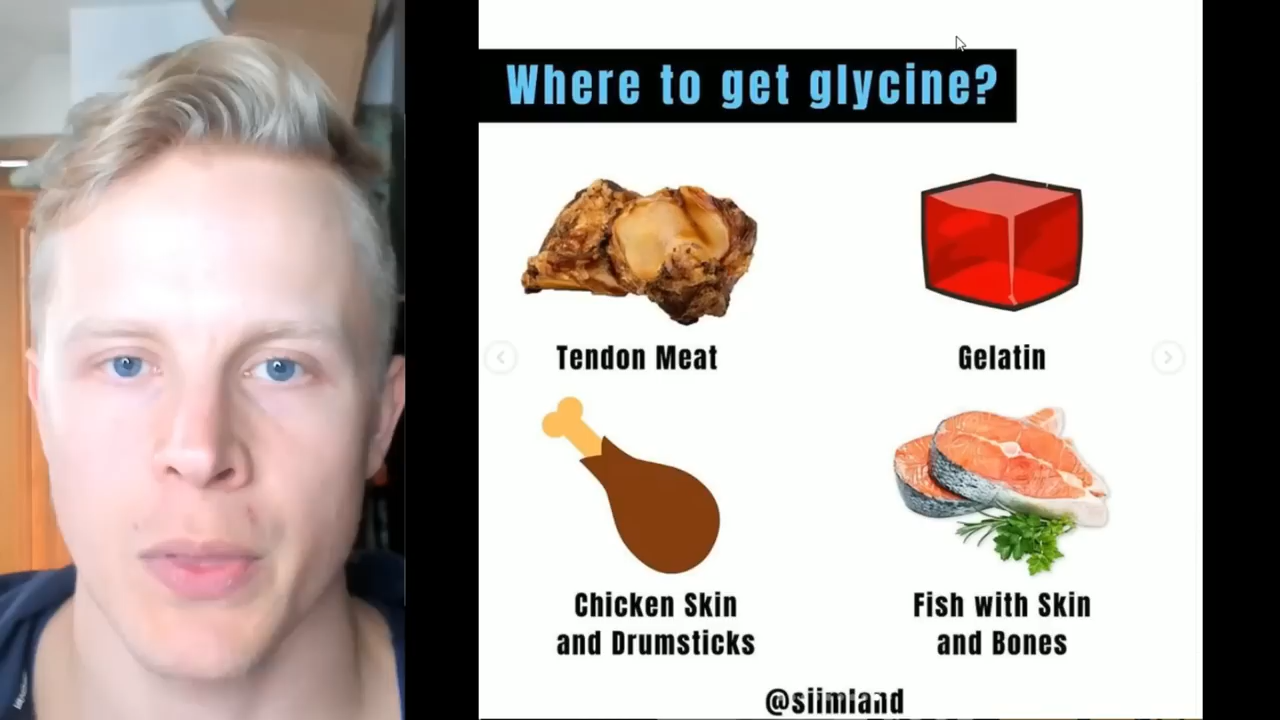 Where to get glycine?
Tendon Meat
Gelatin
Chicken Skin
and Drumsticks
Fish with Skin
and Bones
@siimland